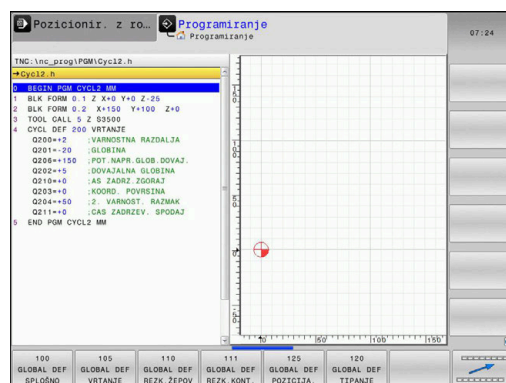 Pozicionir. z ro…
Programiranje
Programiranje
07:24
TNC:\nc_prog\PGM\Cycl2.h
→Cycl2.h
0 BEGIN PGM CYCL2 MM
1 BLK FORM 0.1 Z X+0 Y+0 Z-25
2 BLK FORM 0.2 X+150 Y+100 Z+0
3 TOOL CALL 5 Z S3500
4 CYCL DEF 200 VRTANJE
Q200=+2 ;VARNOSTNA RAZDALJA
Q201=-20 ;GLOBINA
Q206=+150 ;POT.NAPR.GLOB.DOVAJ.
Q202=+5 ;DOVAJALNA GLOBINA
Q210=+0 ;AS ZADRZ.ZGORAJ
Q203=+0 ;KOORD. POVRSINA
Q204=+50 ;2. VARNOST. RAZMAK
Q211=+0 ;CAS ZADRZEV. SPODAJ
5 END PGM CYCL2 MM
0 50 100 150
100 105 110 111 125 120
GLOBAL DEF GLOBAL DEF GLOBAL DEF GLOBAL DEF GLOBAL DEF GLOBAL DEF
SPLOŠNO VRTANJE REZK.ŽEPOV REZK.KONT. POZICIJA. TIPANJE